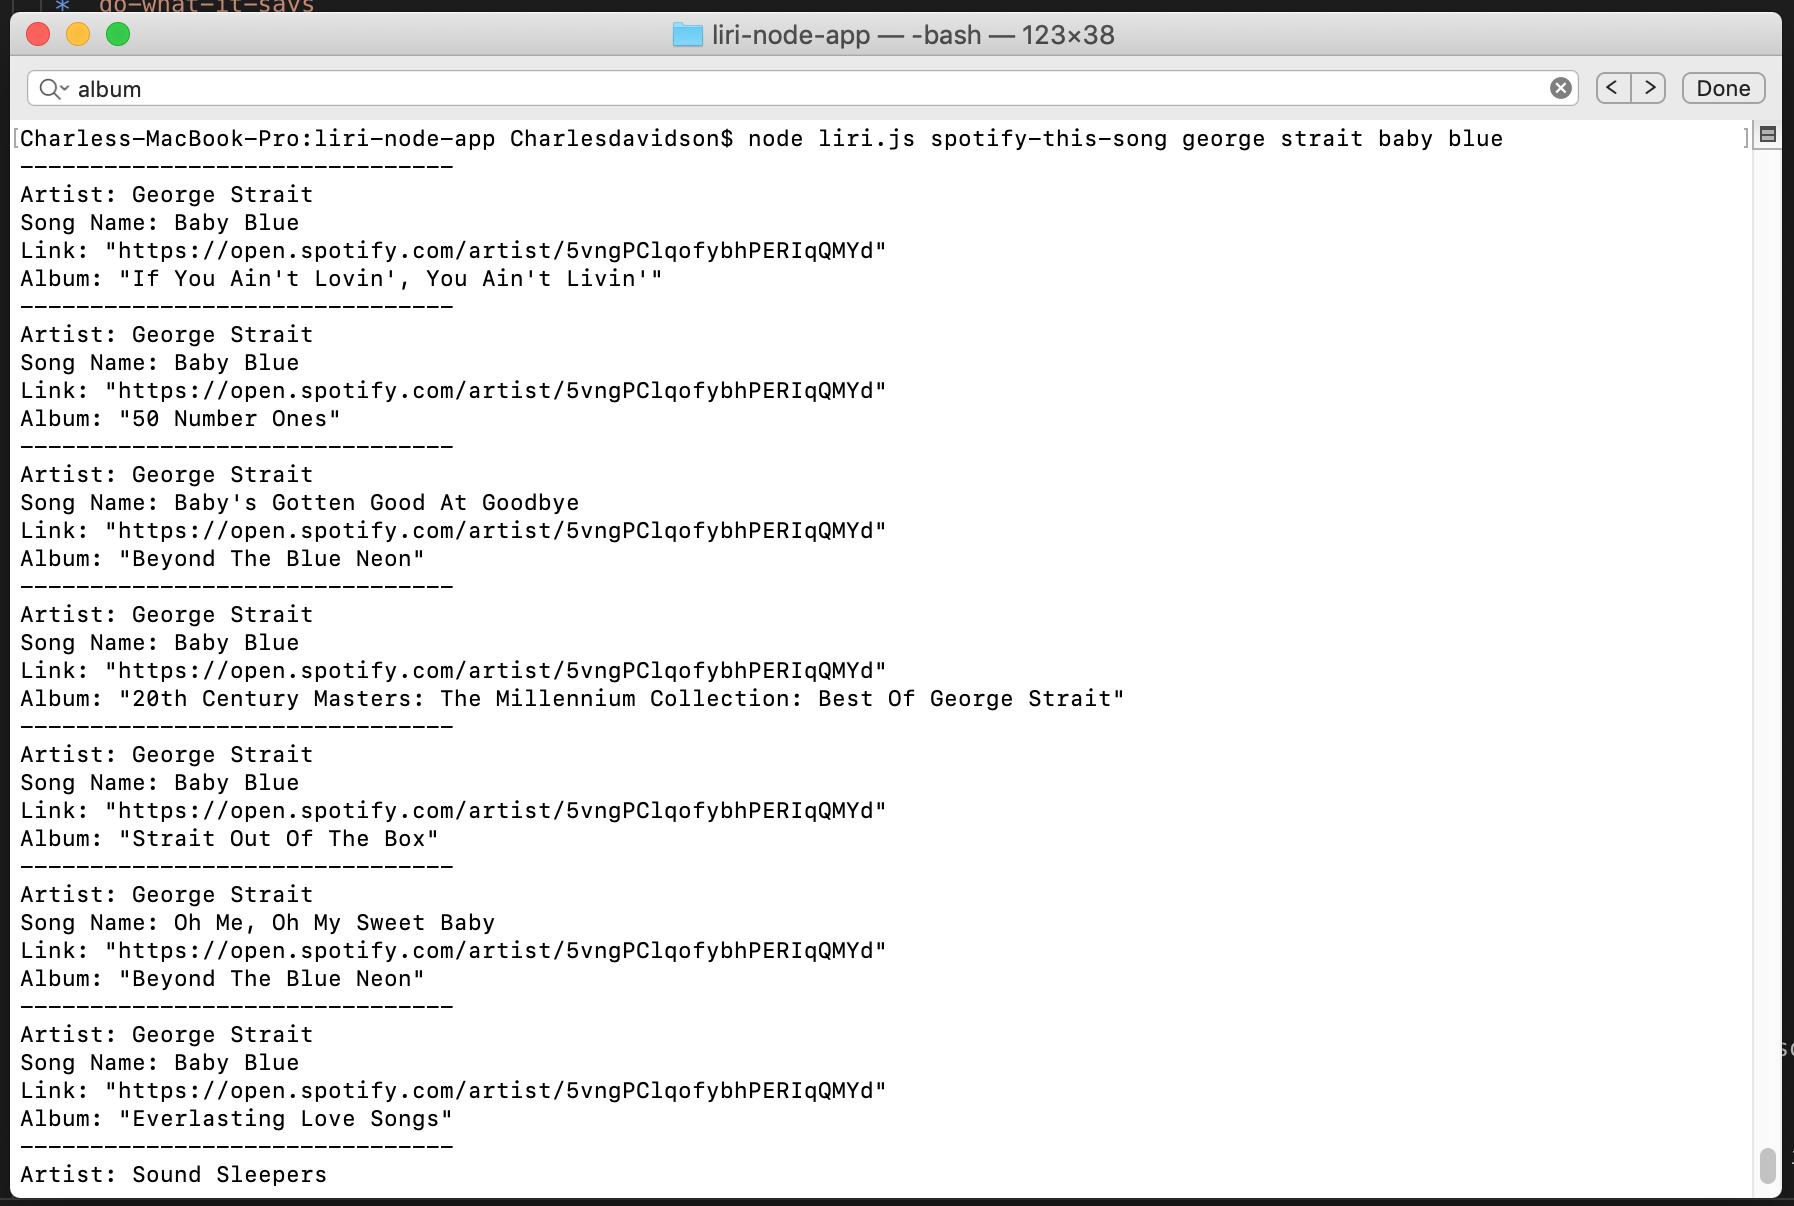 * do-what-it-says
liri-node-app — -bash — 123×38
album
< > Done
[Charless-MacBook-Pro:liri-node-app Charlesdavidson$ node liri.js spotify-this-song george strait baby blue ]
-------------------------------
Artist: George Strait
Song Name: Baby Blue
Link: "https://open.spotify.com/artist/5vngPClqofybhPERIqQMYd"
Album: "If You Ain't Lovin', You Ain't Livin'"
-------------------------------
Artist: George Strait
Song Name: Baby Blue
Link: "https://open.spotify.com/artist/5vngPClqofybhPERIqQMYd"
Album: "50 Number Ones"
-------------------------------
Artist: George Strait
Song Name: Baby's Gotten Good At Goodbye
Link: "https://open.spotify.com/artist/5vngPClqofybhPERIqQMYd"
Album: "Beyond The Blue Neon"
-------------------------------
Artist: George Strait
Song Name: Baby Blue
Link: "https://open.spotify.com/artist/5vngPClqofybhPERIqQMYd"
Album: "20th Century Masters: The Millennium Collection: Best Of George Strait"
-------------------------------
Artist: George Strait
Song Name: Baby Blue
Link: "https://open.spotify.com/artist/5vngPClqofybhPERIqQMYd"
Album: "Strait Out Of The Box"
-------------------------------
Artist: George Strait
Song Name: Oh Me, Oh My Sweet Baby
Link: "https://open.spotify.com/artist/5vngPClqofybhPERIqQMYd"
Album: "Beyond The Blue Neon"
-------------------------------
Artist: George Strait
Song Name: Baby Blue
Link: "https://open.spotify.com/artist/5vngPClqofybhPERIqQMYd"
Album: "Everlasting Love Songs"
-------------------------------
Artist: Sound Sleepers